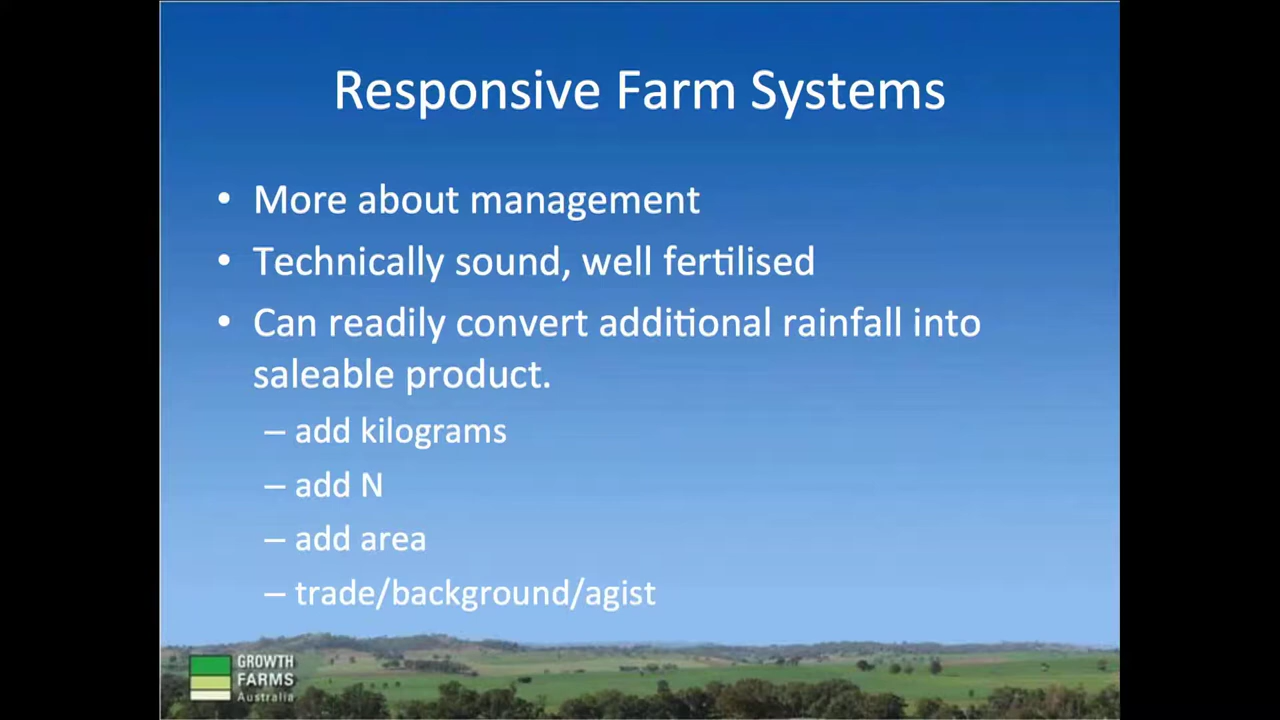 Responsive Farm Systems
• More about management
• Technically sound, well fertilised
• Can readily convert additional rainfall into
saleable product.
– add kilograms
– add N
– add area
– trade/background/agist
GROWTH
FARMS
Australia